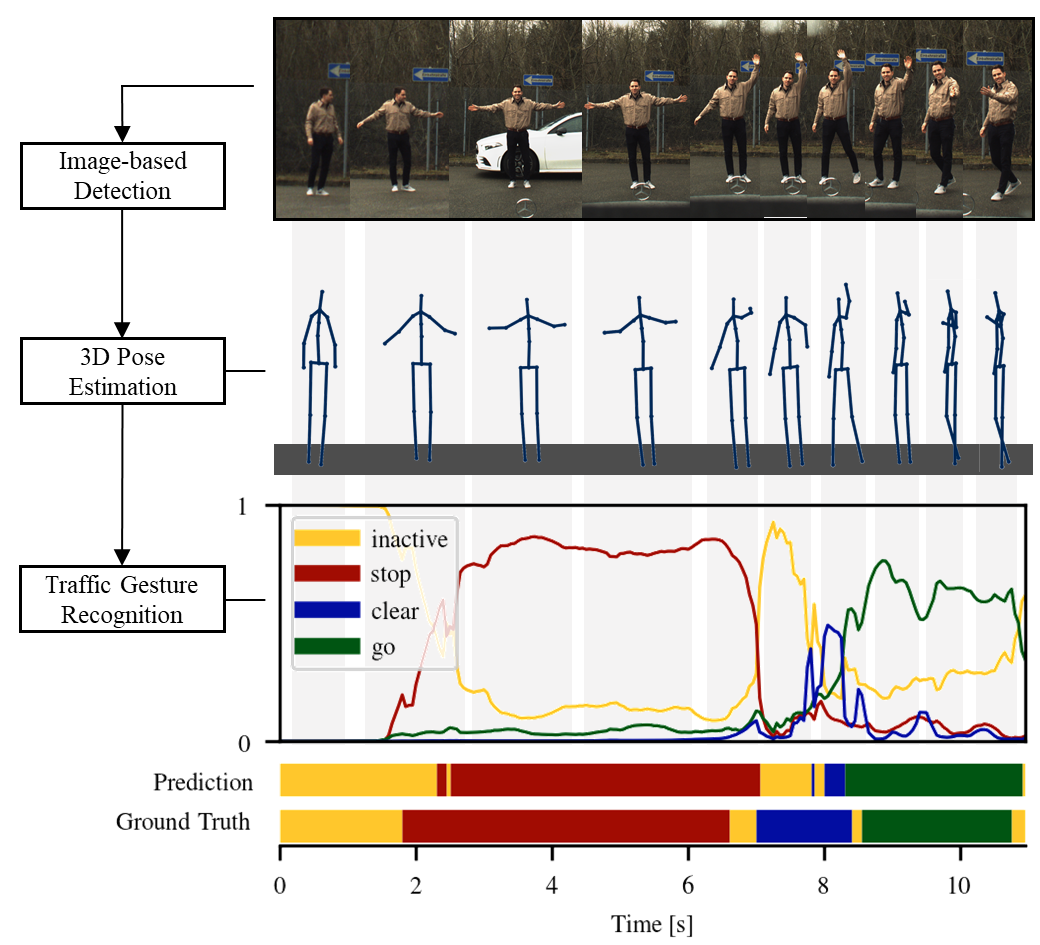 Image-based
Detection
3D Pose
Estimation
Traffic Gesture
Recognition
1
0
inactive
stop
clear
go
Prediction
Ground Truth
0 2 4 6 8 10
Time [s]